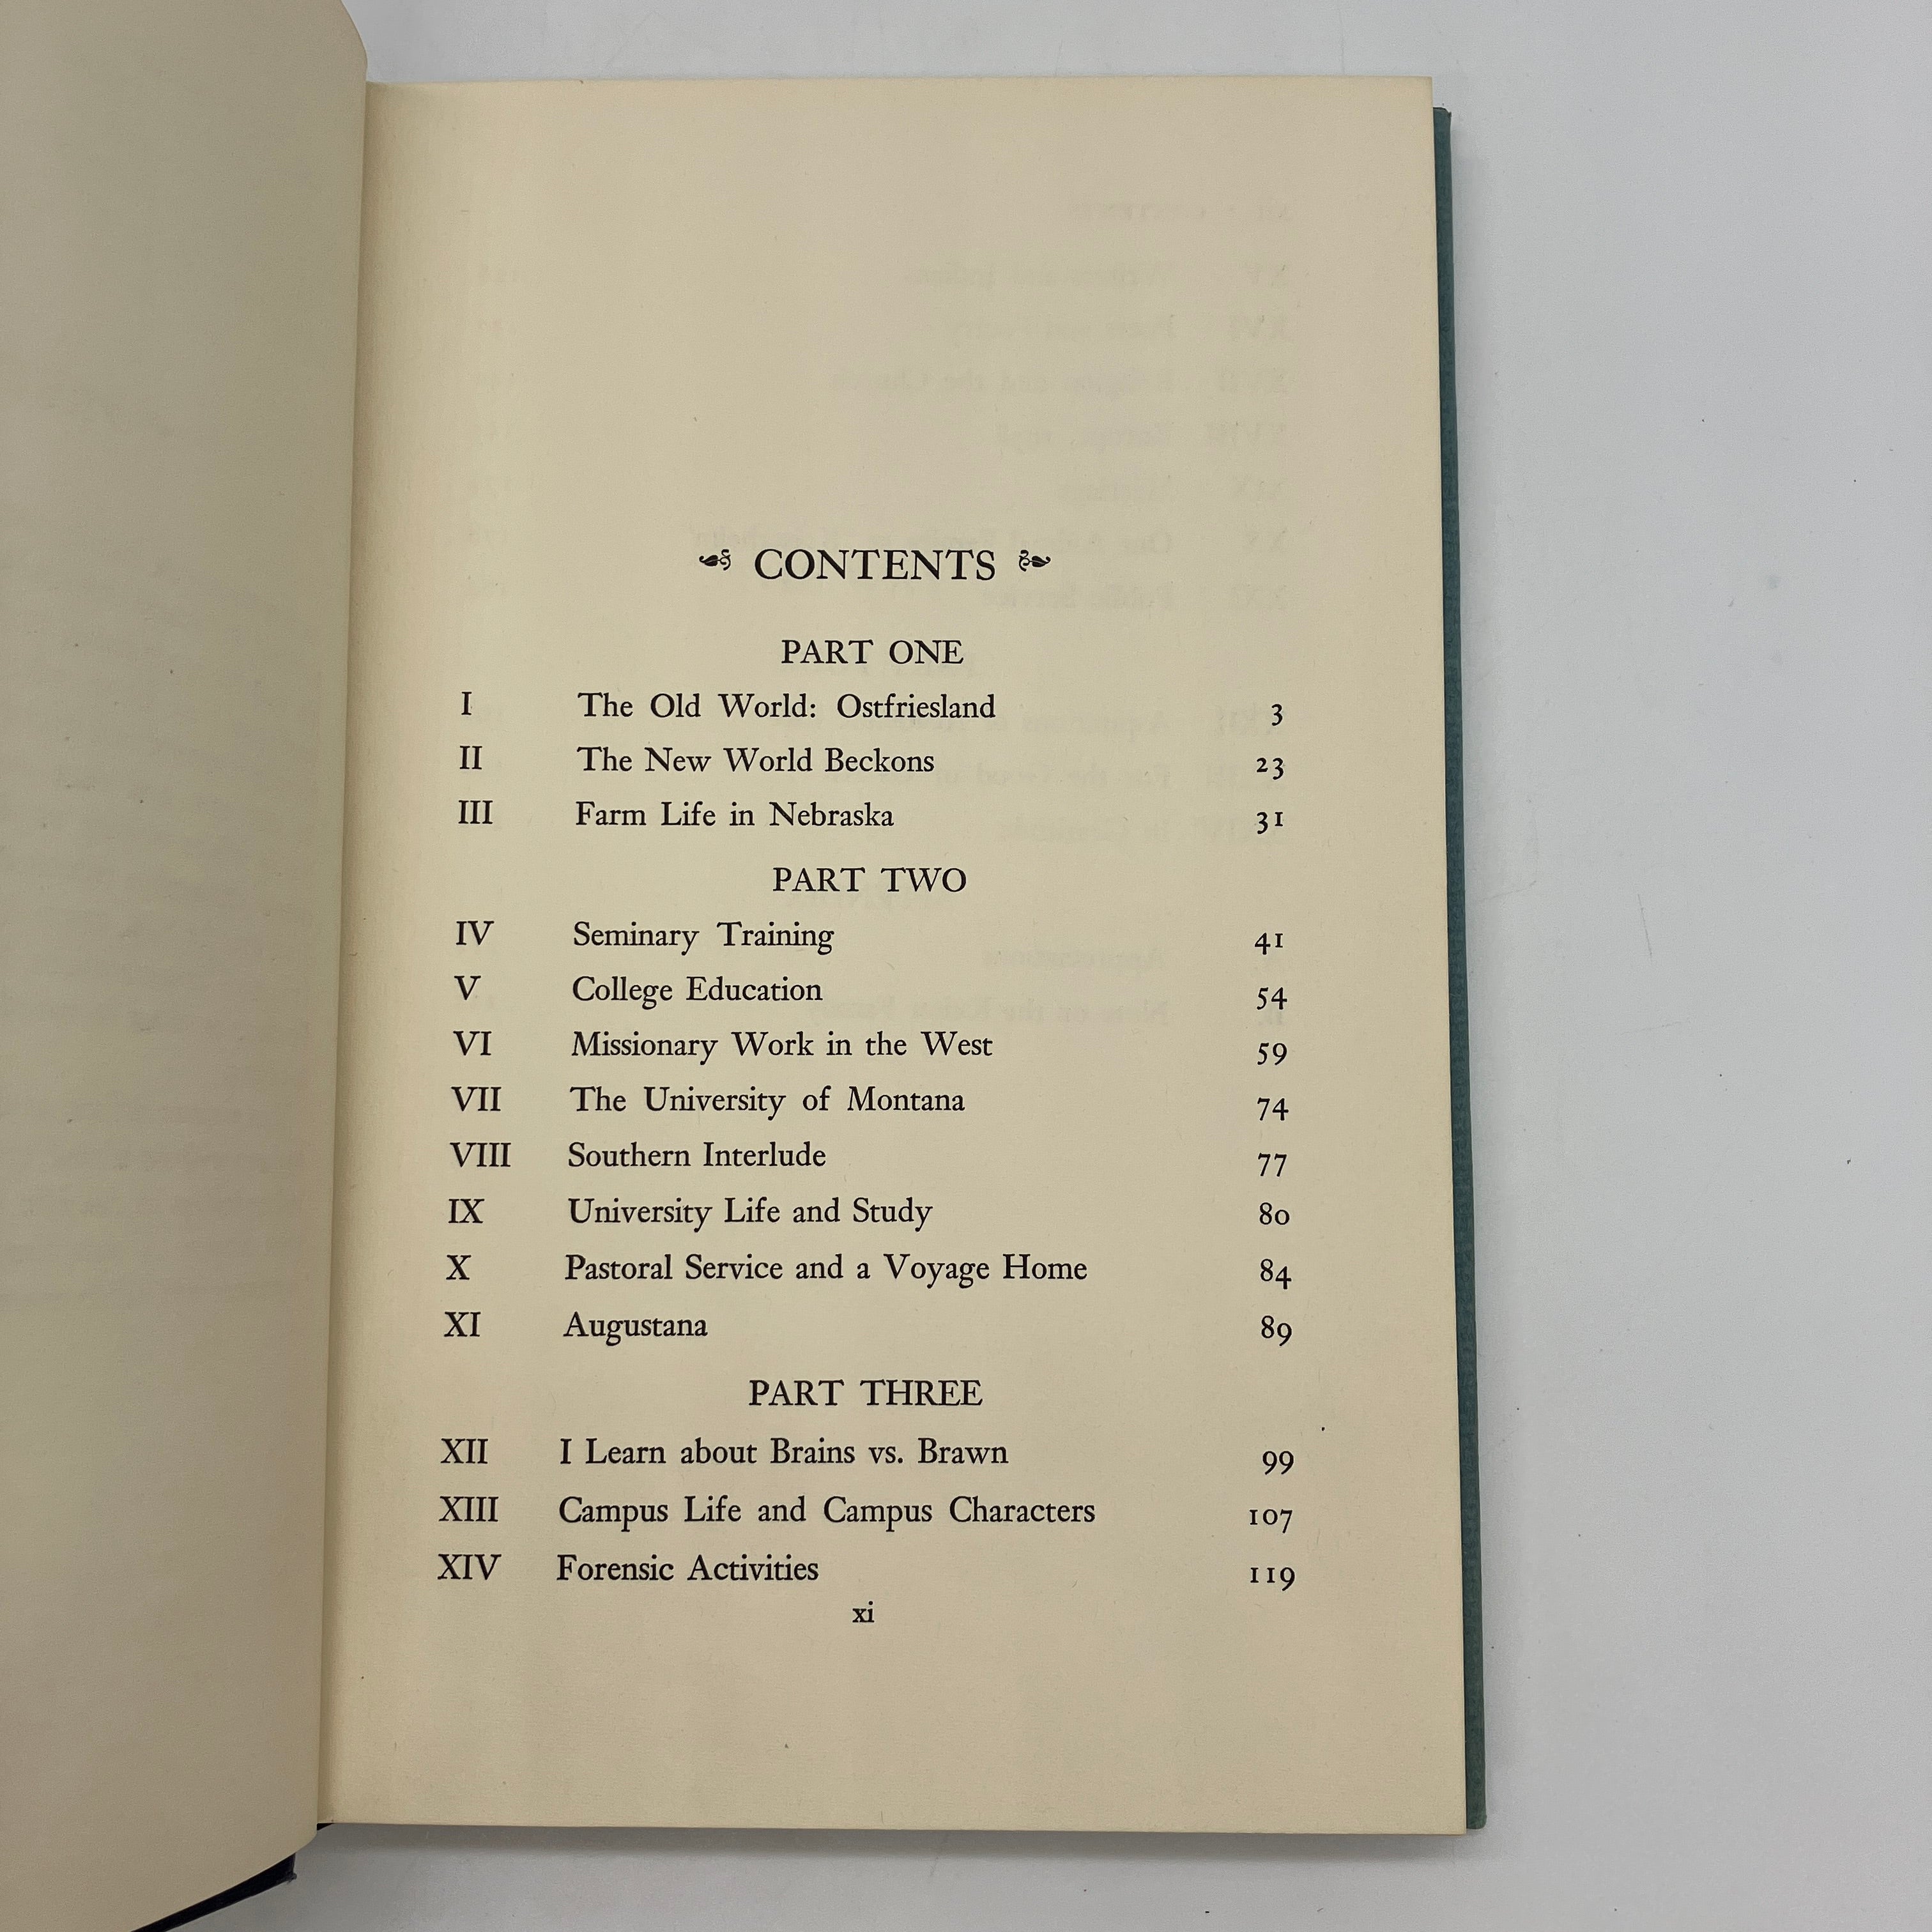 CONTENTS
PART ONE
I The Old World: Ostfriesland 3
II The New World Beckons 23
III Farm Life in Nebraska 31
PART TWO
IV Seminary Training 41
V College Education 54
VI Missionary Work in the West 59
VII The University of Montana 74
VIII Southern Interlude 77
IX University Life and Study 80
X Pastoral Service and a Voyage Home 84
XI Augustana 89
PART THREE
XII I Learn about Brains vs. Brawn 99
XIII Campus Life and Campus Characters 107
XIV Forensic Activities 119
xi